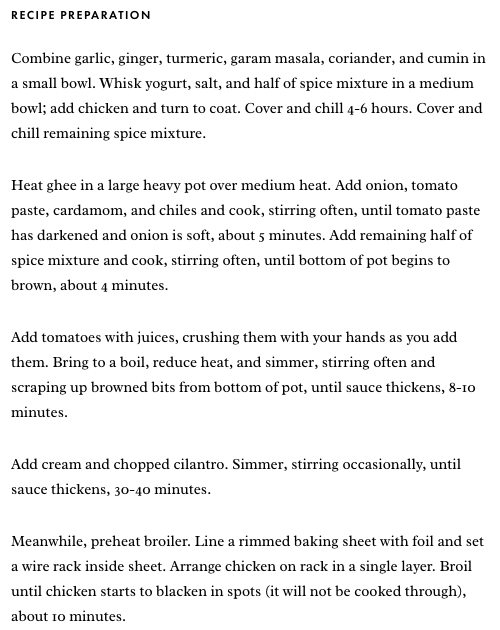 RECIPE PREPARATION
Combine garlic, ginger, turmeric, garam masala, coriander, and cumin in
a small bowl. Whisk yogurt, salt, and half of spice mixture in a medium
bowl; add chicken and turn to coat. Cover and chill 4-6 hours. Cover and
chill remaining spice mixture.
Heat ghee in a large heavy pot over medium heat. Add onion, tomato
paste, cardamom, and chiles and cook, stirring often, until tomato paste
has darkened and onion is soft, about 5 minutes. Add remaining half of
spice mixture and cook, stirring often, until bottom of pot begins to
brown, about 4 minutes.
Add tomatoes with juices, crushing them with your hands as you add
them. Bring to a boil, reduce heat, and simmer, stirring often and
scraping up browned bits from bottom of pot, until sauce thickens, 8-10
minutes.
Add cream and chopped cilantro. Simmer, stirring occasionally, until
sauce thickens, 30-40 minutes.
Meanwhile, preheat broiler. Line a rimmed baking sheet with foil and set
a wire rack inside sheet. Arrange chicken on rack in a single layer. Broil
until chicken starts to blacken in spots (it will not be cooked through),
about 10 minutes.